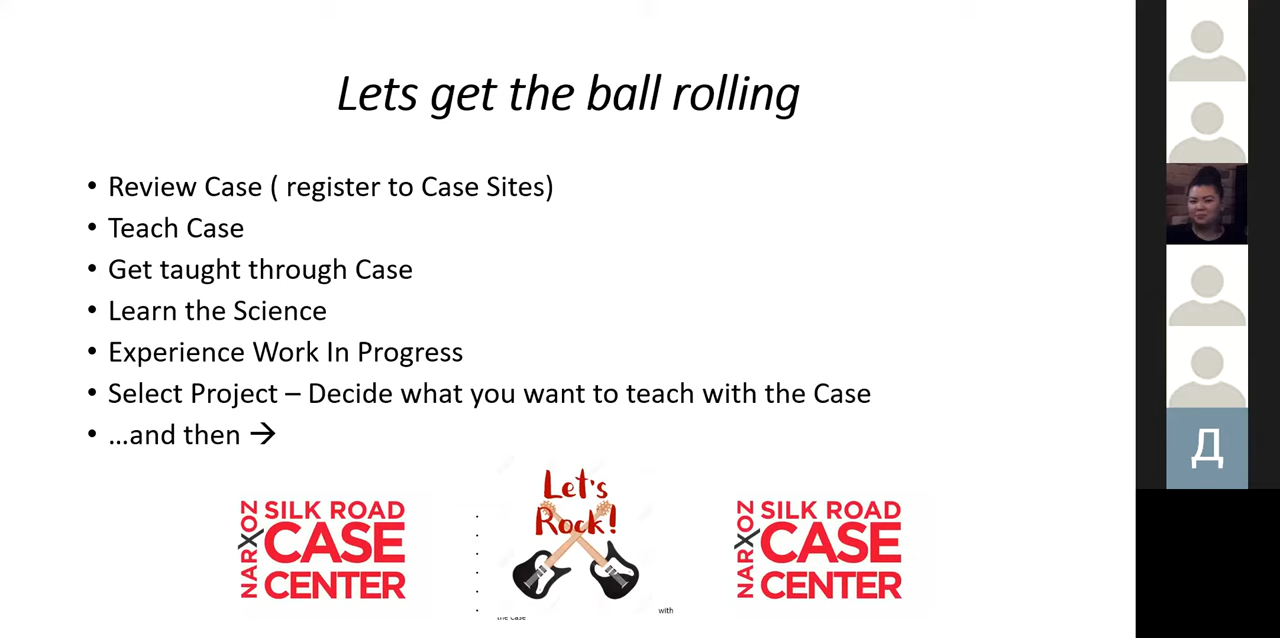 Lets get the ball rolling
• Review Case ( register to Case Sites)
• Teach Case
• Get taught through Case
• Learn the Science
• Experience Work In Progress
• Select Project – Decide what you want to teach with the Case
• …and then →
Д
NARXOZ
SILK ROAD
CASE
CENTER
Let's
Rock!
with
the Case
NARXOZ
SILK ROAD
CASE
CENTER